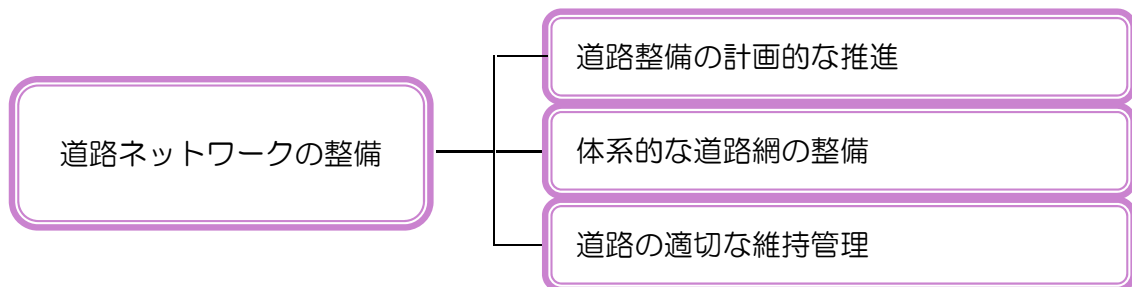 道路ネットワークの整備
道路整備の計画的な推進
体系的な道路網の整備
道路の適切な維持管理